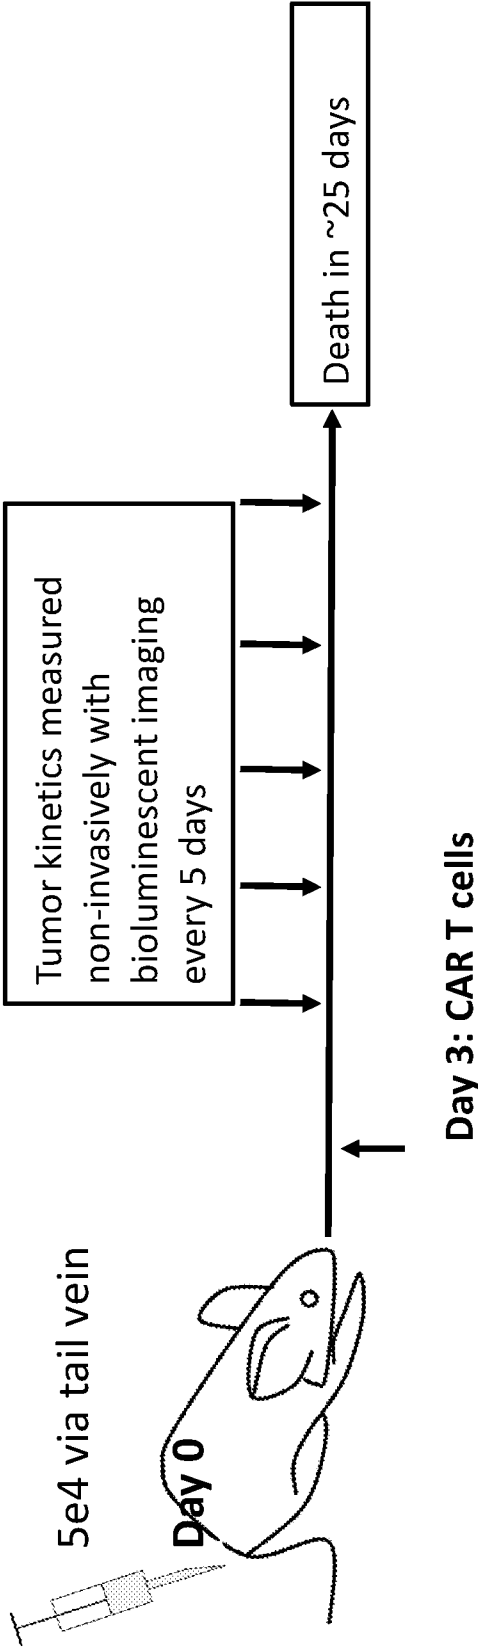 5e4 via tail vein
Day 0
Tumor kinetics measured
non-invasively with
bioluminescent imaging
every 5 days
Day 3: CAR T cells
Death in ~25 days